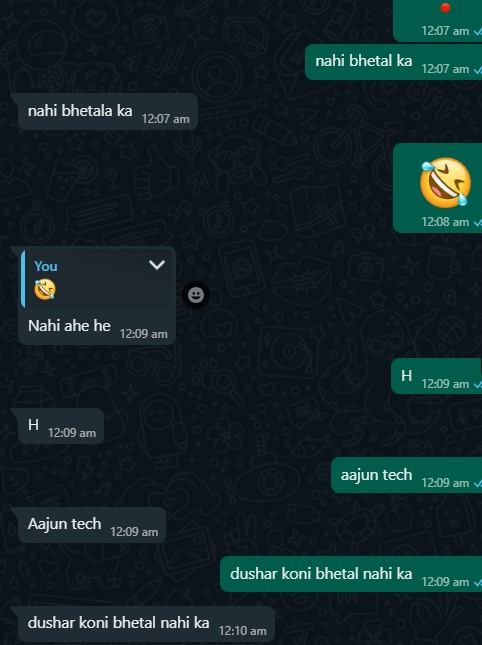 12:07 am
nahi bhetal ka 12:07 am
nahi bhetala ka 12:07 am
🤣
12:08 am
You
🤣
Nahi ahe he 12:09 am
H 12:09 am
H 12:09 am
aajun tech 12:09 am
Aajun tech 12:09 am
dushar koni bhetal nahi ka 12:09 am
dushar koni bhetal nahi ka 12:10 am